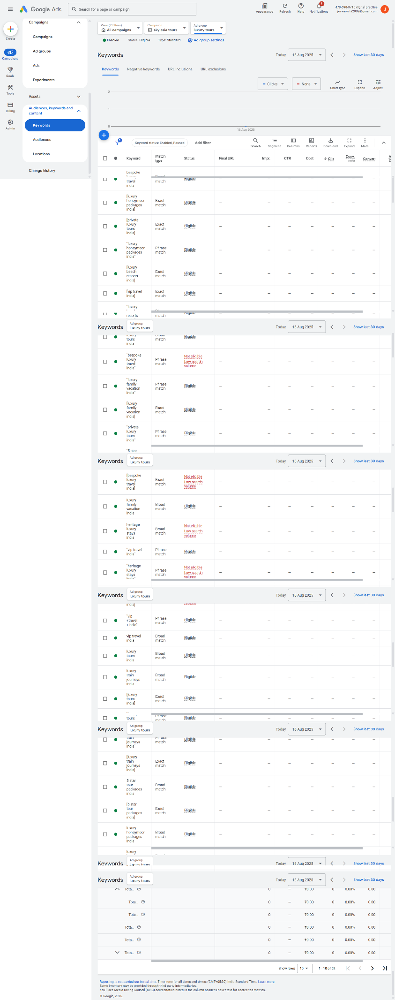 Google Ads
Search for a page or campaign
Appearance
Refresh
Help
Notifications
479-598-3715 digital practise
josvarochi2002@gmail.com
J
Create
Campaigns
Goals
Tools
Billing
Admin
Campaigns
Campaigns
Ad groups
Ads
Experiments
Assets
Audiences, keywords and
content
Keywords
Audiences
Locations
Change history
View (2 filters)
All campaigns
Campaign
sky asia tours
Ad group
luxury tours
Enabled
Status: Eligible
Type: Standard
Ad group settings
Keywords
Today
16 Aug 2025
Show last 30 days
Keywords
Negative keywords
URL inclusions
URL exclusions
Clicks
None
Chart type
Expand
Adjust
2
1
0
16 Aug 2025
1
Keyword status: Enabled, Paused
Add filter
Search
Segment
Columns
Reports
Download
Expand
More
Keyword
Match
type
Status
Final URL
Impr.
CTR
Cost
Clic
Conv.
rate
Convers
bespoke
luxury
travel
india
Broad
match
Eligible
– – – – – –
[luxury
honeymoon
packages
india]
Exact
match
Eligible
– – – – – – –
[private
luxury
tours
india]
Exact
match
Eligible
– – – – – – –
"luxury
honeymoon
packages
india"
Phrase
match
Eligible
– – – – – – –
[luxury
beach
resorts
india]
Exact
match
Eligible
– – – – – – –
[vip travel
india]
Exact
match
Eligible
– – – – – – –
"luxury
resorts
match
Eligible
– – – – – – –
Keywords
Ad group
luxury tours
Today
16 Aug 2025
Show last 30 days
luxury
tours
india
Broad
match
Eligible
– – – – – – –
"bespoke
luxury
travel
india"
Phrase
match
Not eligible
Low search
volume
– – – – – – –
"luxury
family
vacation
india"
Phrase
match
Eligible
– – – – – – –
[luxury
family
vacation
india]
Exact
match
Eligible
– – – – – – –
"private
luxury
tours
india"
Phrase
match
Eligible
– – – – – – –
"5 star
Keywords
Ad group
luxury tours
Today
16 Aug 2025
Show last 30 days
[bespoke
luxury
travel
india]
Exact
match
Not eligible
Low search
volume
– – – – – – –
luxury
family
vacation
india
Broad
match
Eligible
– – – – – – –
heritage
luxury
stays
india
Broad
match
Not eligible
Low search
volume
– – – – – – –
"vip travel
india"
Phrase
match
Eligible
– – – – – – –
"heritage
luxury
stays
india"
Phrase
match
Not eligible
Low search
volume
– – – – – – –
Keywords
Ad group
luxury tours
Today
16 Aug 2025
Show last 30 days
india]
"vip
+travel
+india"
Phrase
match
Eligible
– – – – – – –
vip travel
india
Broad
match
Eligible
– – – – – – –
luxury
tours
india
Broad
match
Eligible
– – – – – – –
luxury
train
journeys
india
Broad
match
Eligible
– – – – – – –
[luxury
tours
india]
Exact
match
Eligible
– – – – – – –
tours
Phrase
match
Eligible
– – – – – – –
Keywords
Ad group
luxury tours
Today
16 Aug 2025
Show last 30 days
train
journeys
india"
Phrase
match
Eligible
– – – – – – –
[luxury
train
journeys
india]
Exact
match
Eligible
– – – – – – –
5 star
tour
packages
india
Broad
match
Eligible
– – – – – – –
[5 star
tour
packages
india]
Exact
match
Eligible
– – – – – – –
luxury
honeymoon
packages
india
Broad
match
Eligible
– – – – – – –
luxury
Keywords
Ad group
luxury tours
Today
16 Aug 2025
Show last 30 days
Keywords
Ad group
luxury tours
Today
16 Aug 2025
Show last 30 days
Tota... 0 – ₹0.00 0 0.00% 0.00
Tota... 0 – ₹0.00 0 0.00% 0.00
Tota... 0 – ₹0.00 0 0.00% 0.00
Tota... 0 – ₹0.00 0 0.00% 0.00
Tota... 0 – ₹0.00 0 0.00% 0.00
Tota... 0 – ₹0.00 0 0.00% 0.00
Show rows
10
1 - 10 of 52
Reporting is not carried out in real time. Time zone for all dates and times: (GMT+05:30) India Standard Time. Learn more
Some inventory may be provided through third party intermediaries.
You'll see Media Rating Council (MRC) accreditation noted in the column header's hover text for accredited metrics.
© Google, 2025.